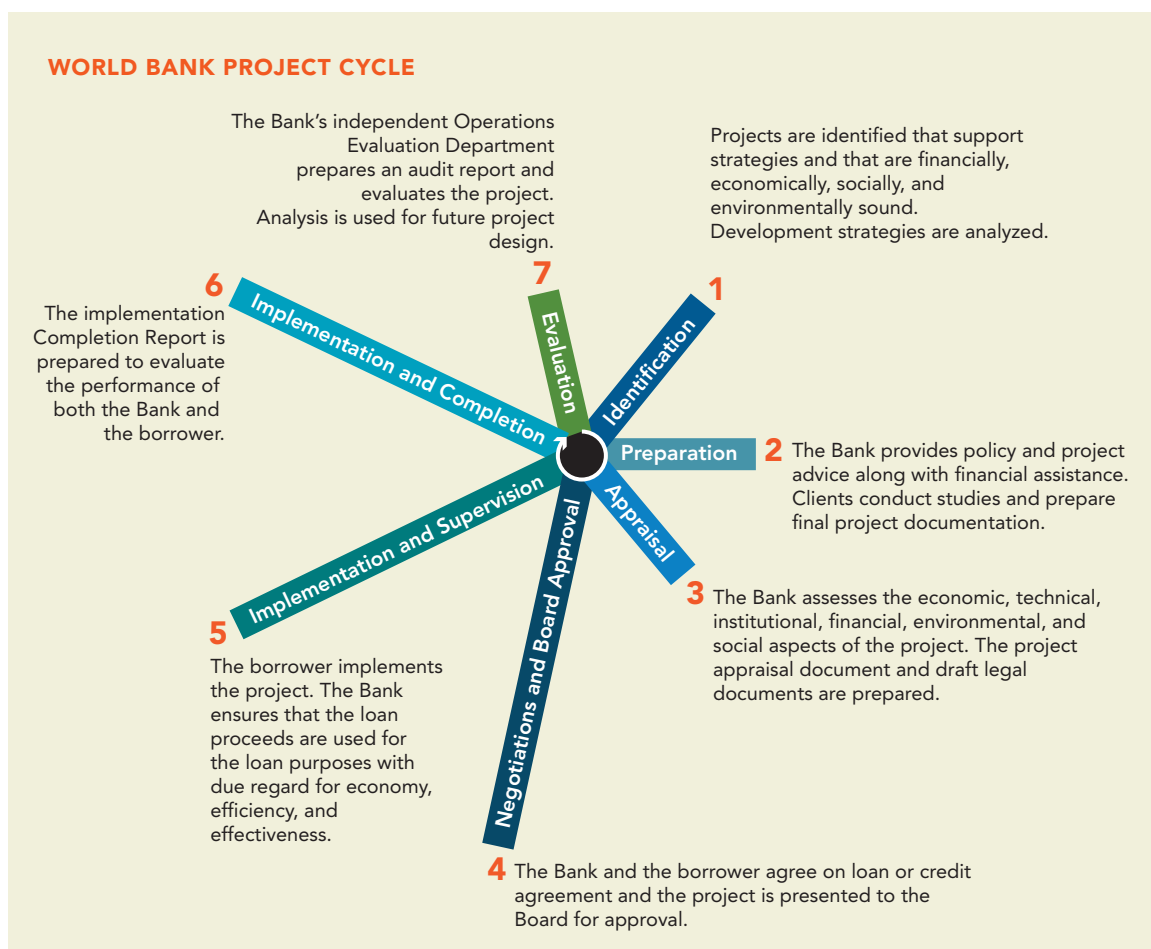 WORLD BANK PROJECT CYCLE
Projects are identified that support
strategies and that are financially,
economically, socially, and
environmentally sound.
Development strategies are analyzed.
1
Identification
Preparation
2
The Bank provides policy and project
advice along with financial assistance.
Clients conduct studies and prepare
final project documentation.
Appraisal
3
The Bank assesses the economic, technical,
institutional, financial, environmental, and
social aspects of the project. The project
appraisal document and draft legal
documents are prepared.
Negotiations and Board Approval
4
The Bank and the borrower agree on loan or credit
agreement and the project is presented to the
Board for approval.
Implementation and Supervision
5
The borrower implements
the project. The Bank
ensures that the loan
proceeds are used for
the loan purposes with
due regard for economy,
efficiency, and
effectiveness.
Implementation and Completion
6
The implementation
Completion Report is
prepared to evaluate
the performance of
both the Bank and
the borrower.
The Bank’s independent Operations
Evaluation Department
prepares an audit report and
evaluates the project.
Analysis is used for future project
design.
7
Evaluation